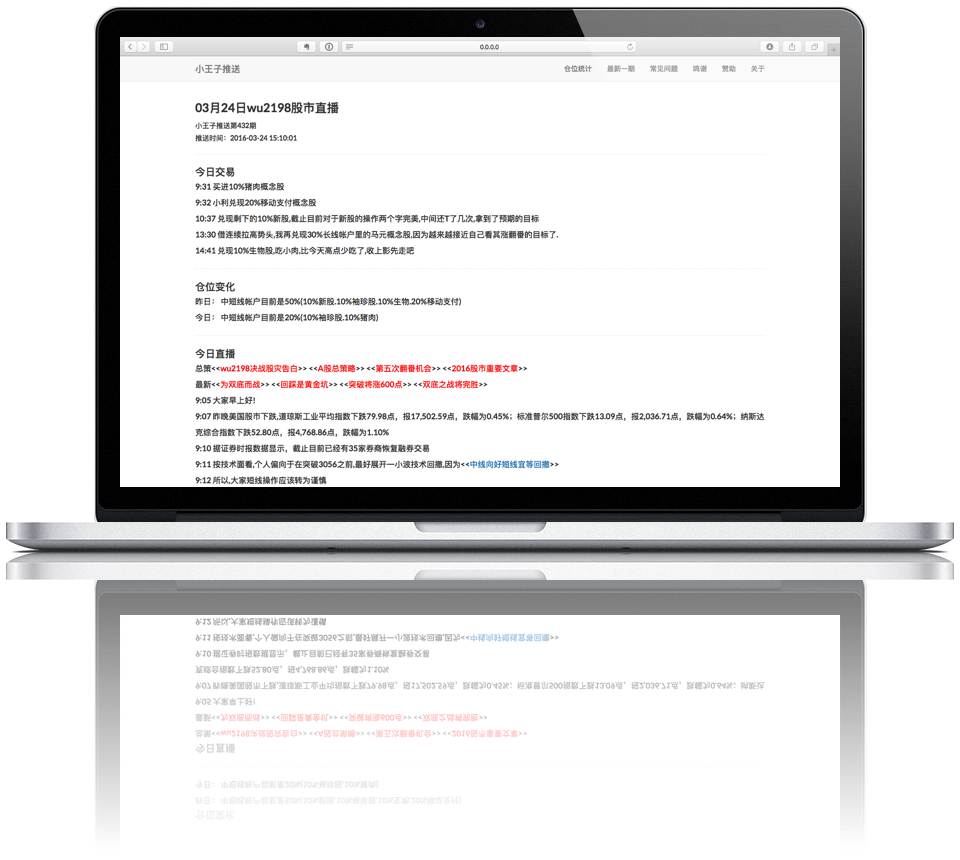 0.0.0.0
小王子推送
仓位统计 最新一期 常见问题 鸣谢 赞助 关于
03月24日wu2198股市直播
小王子推送第432期
推送时间：2016-03-24 15:10:01
今日交易
9:31 买进10%猪肉概念股
9:32 小利兑现20%移动支付概念股
10:37 兑现剩下的10%新股,截止目前对于新股的操作两个字完美,中间还T了几次,拿到了预期的目标
13:30 借连续拉高势头,我再兑现30%长线帐户里的马元概念股,因为越来越接近自己看其涨翻番的目标了.
14:41 兑现10%生物股,吃小肉,比今天高点少吃了,收上影先走吧
仓位变化
昨日： 中短线帐户目前是50%(10%新股.10%袖珍股.10%生物.20%移动支付)
今日： 中短线帐户目前是20%(10%袖珍股.10%猪肉)
今日直播
总策<<wu2198决战股灾告白>> <<A股总策略>> <<第五次翻番机会>> <<2016股市重要文章>>
最新<<为双底而战>> <<回踩是黄金坑>> <<突破将涨600点>> <<双底之战将完胜>>
9:05 大家早上好!
9:07 昨晚美国股市下跌,道琼斯工业平均指数下跌79.98点，报17,502.59点，跌幅为0.45%；标准普尔500指数下跌13.09点，报2,036.71点，跌幅为0.64%；纳斯达
克综合指数下跌52.80点，报4,768.86点，跌幅为1.10%
9:10 据证券时报数据显示，截止目前已经有35家券商恢复融券交易
9:11 按技术面看,个人偏向于在突破3056之前,最好展开一小波技术回撤,因为<<中线向好短线宜等回撤>>
9:12 所以,大家短线操作应该转为谨慎